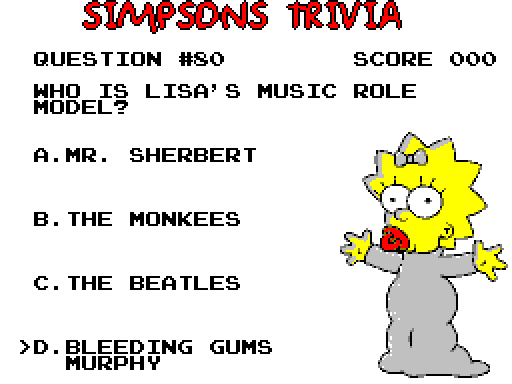 SIMPSONS TRIVIA
QUESTION #80 SCORE 000
WHO IS LISA'S MUSIC ROLE
MODEL?
A.MR. SHERBERT
B.THE MONKEES
C.THE BEATLES
>D.BLEEDING GUMS
MURPHY